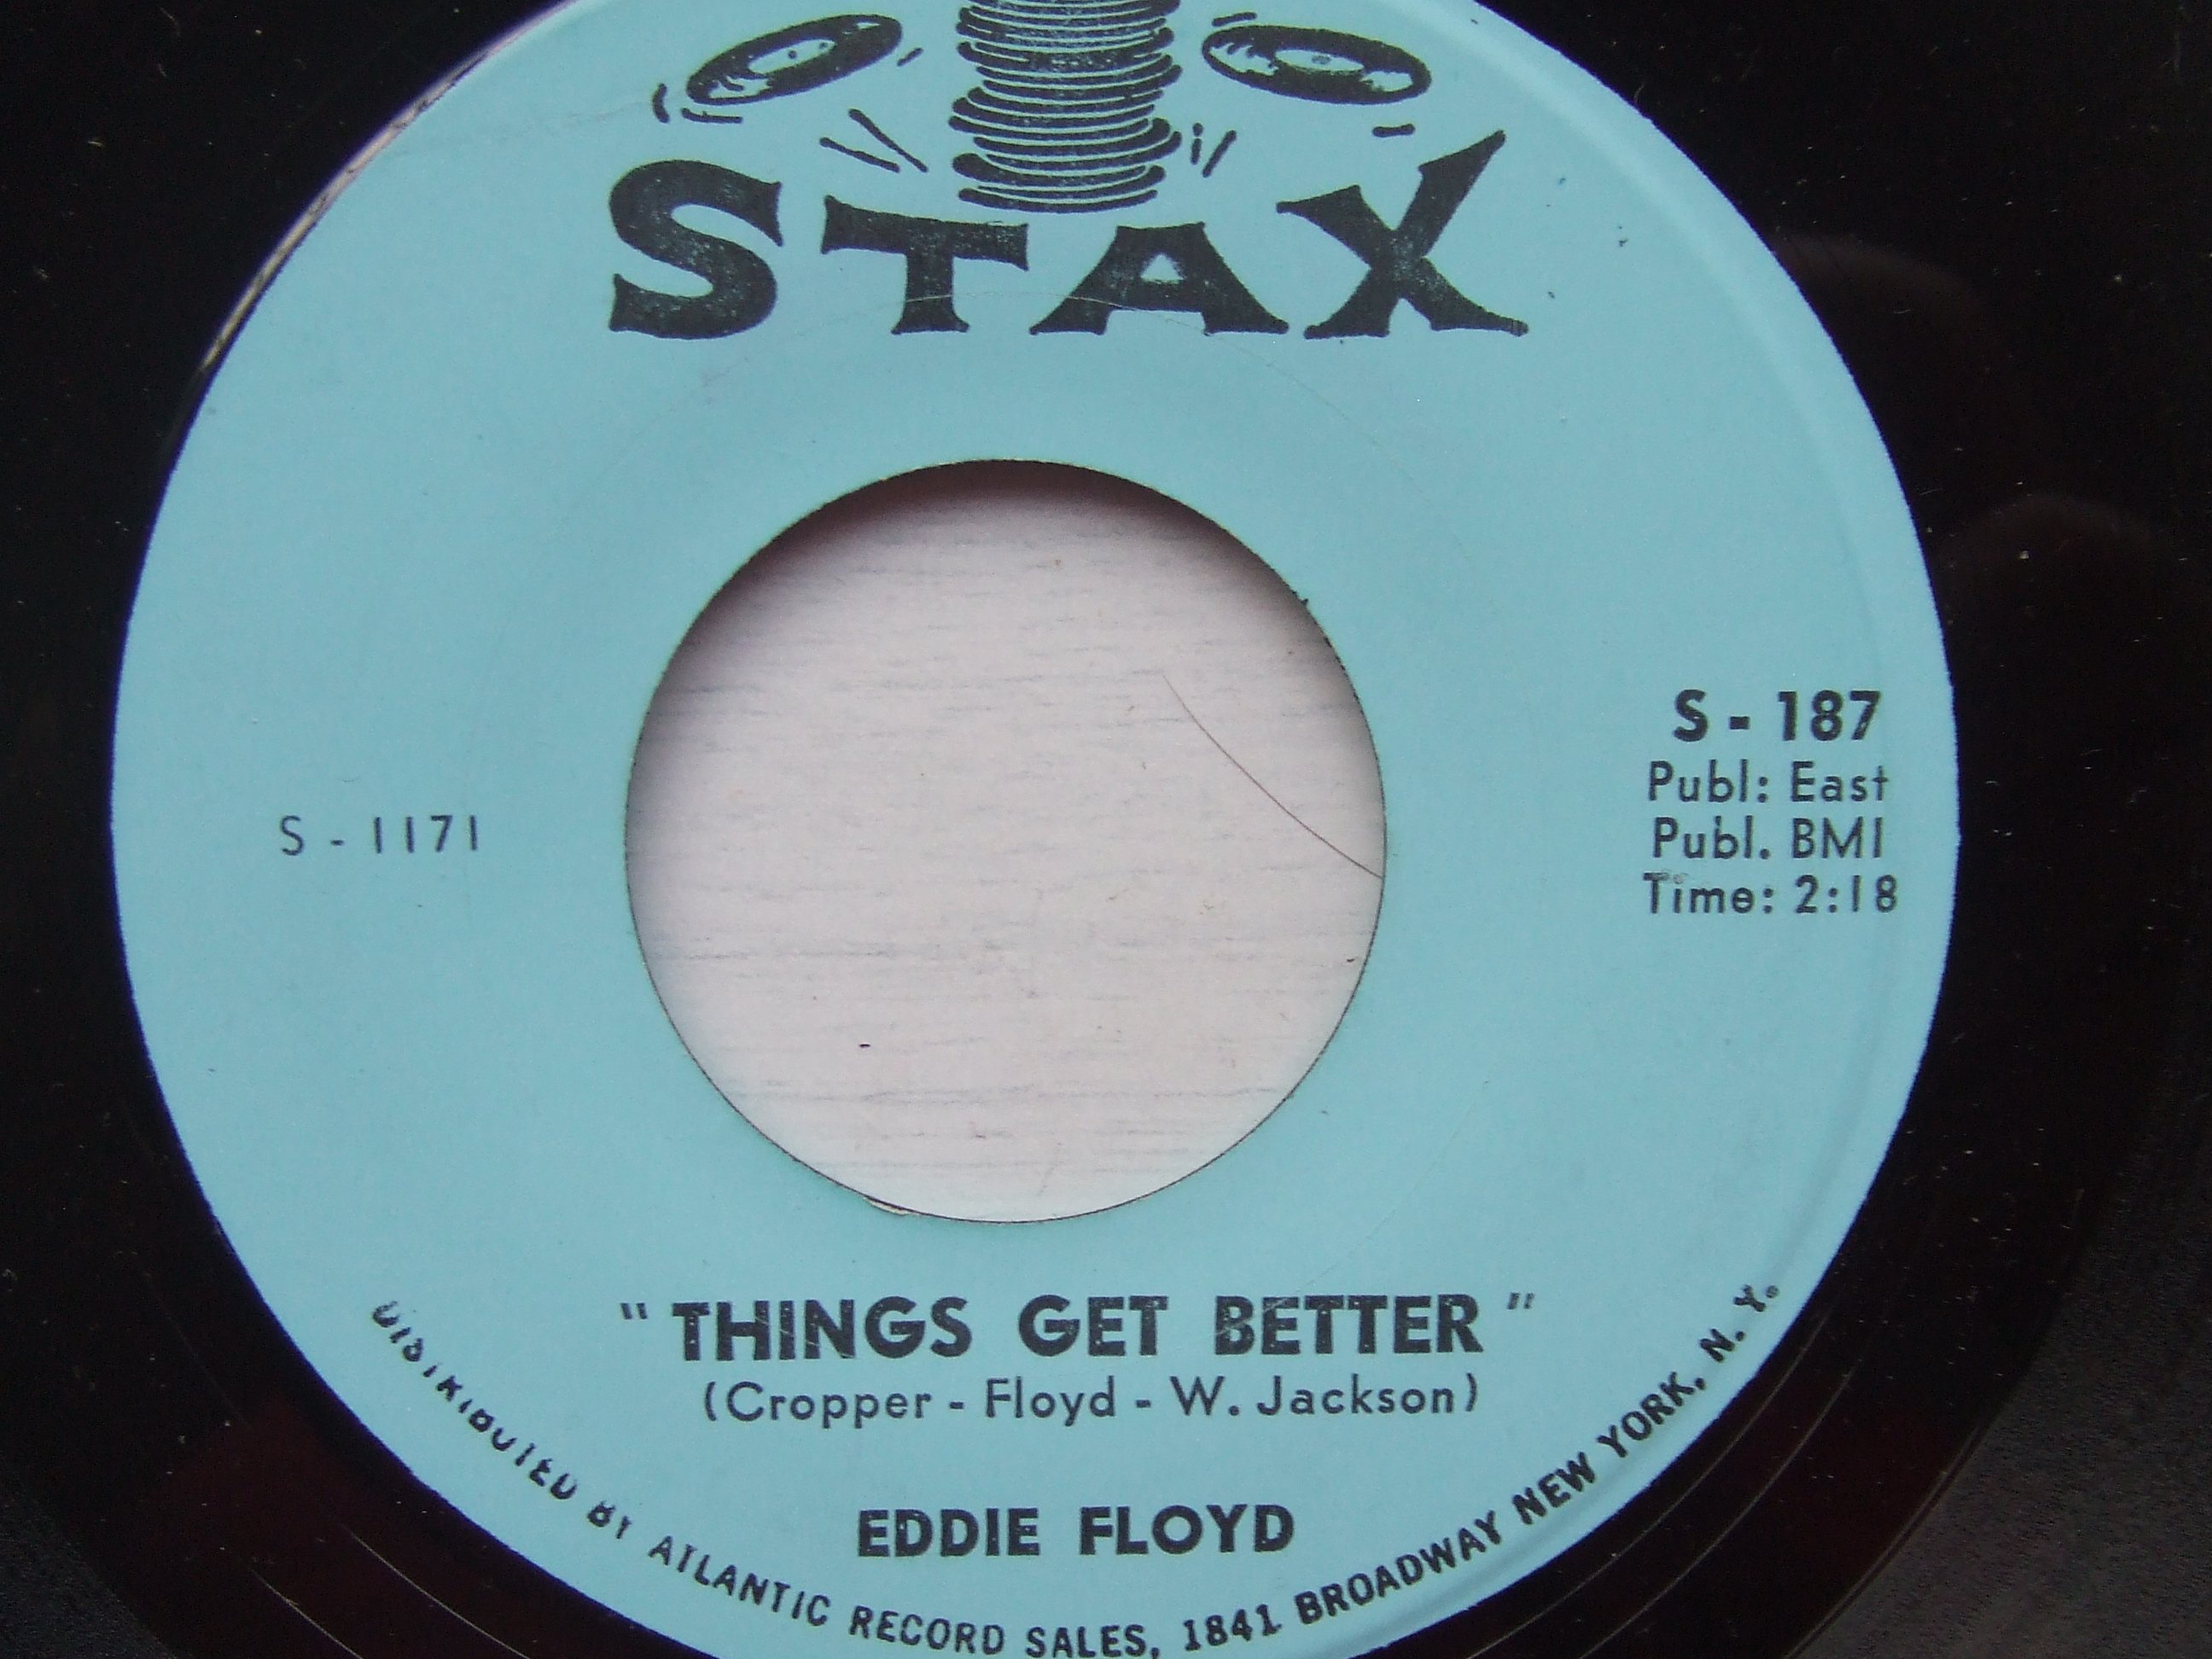 STAX
S - 187
Publ: East
Publ. BMI
Time: 2:18
S - 1171
"THINGS GET BETTER"
(Cropper - Floyd - W. Jackson)
EDDIE FLOYD
DISTRIBUTED BY ATLANTIC RECORD SALES, 1841 BROADWAY NEW YORK, N. Y.